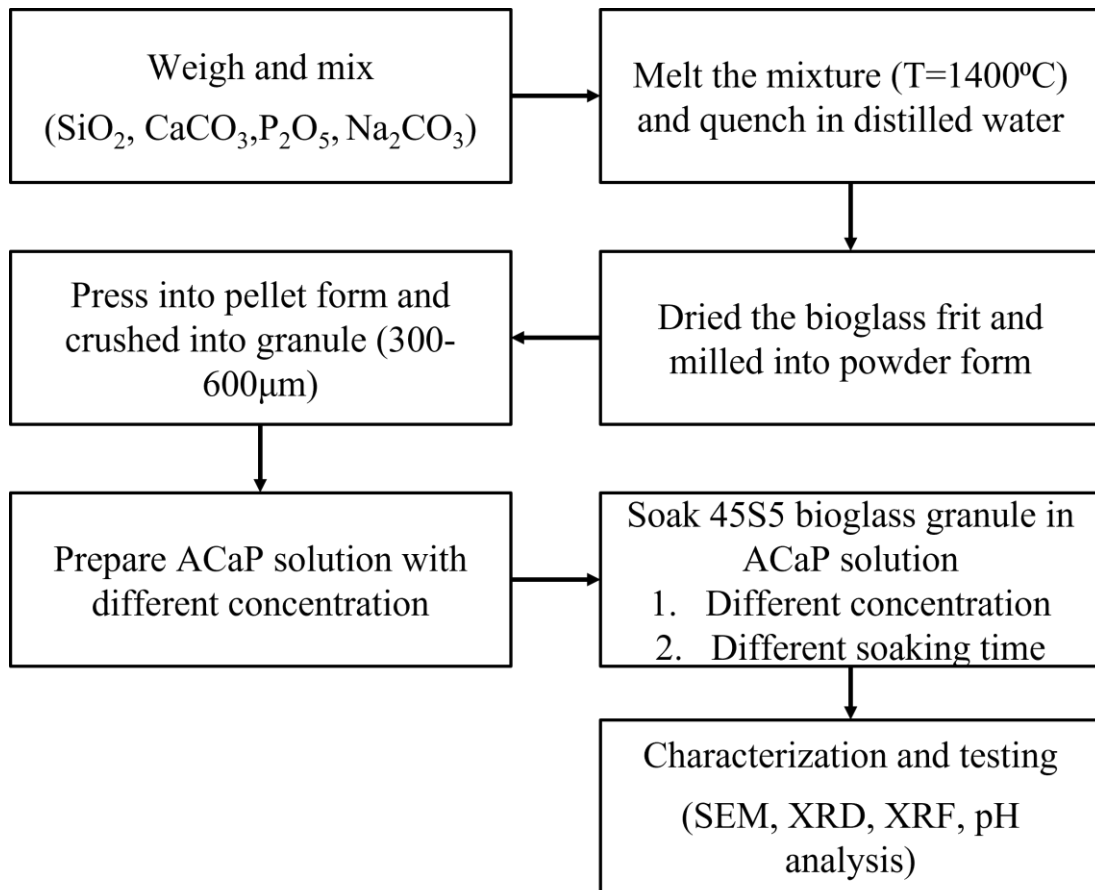 Weigh and mix
(SiO₂, CaCO₃,P₂O₅, Na₂CO₃)
Melt the mixture (T=1400⁰C)
and quench in distilled water
Dried the bioglass frit and
milled into powder form
Press into pellet form and
crushed into granule (300-
600μm)
Prepare ACaP solution with
different concentration
Soak 45S5 bioglass granule in
ACaP solution
1. Different concentration
2. Different soaking time
Characterization and testing
(SEM, XRD, XRF, pH
analysis)